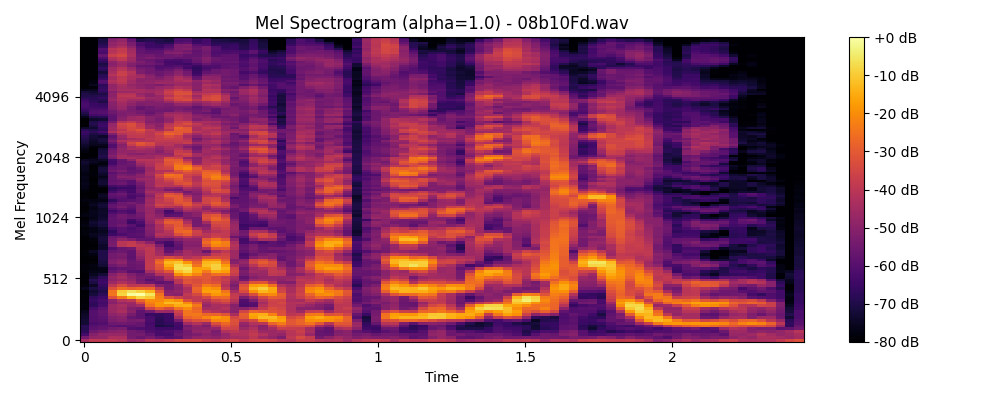 Mel Spectrogram (alpha=1.0) - 08b10Fd.wav
Mel Frequency
4096
2048
1024
512
0
0
0.5
1
1.5
2
Time
+0 dB
-10 dB
-20 dB
-30 dB
-40 dB
-50 dB
-60 dB
-70 dB
-80 dB